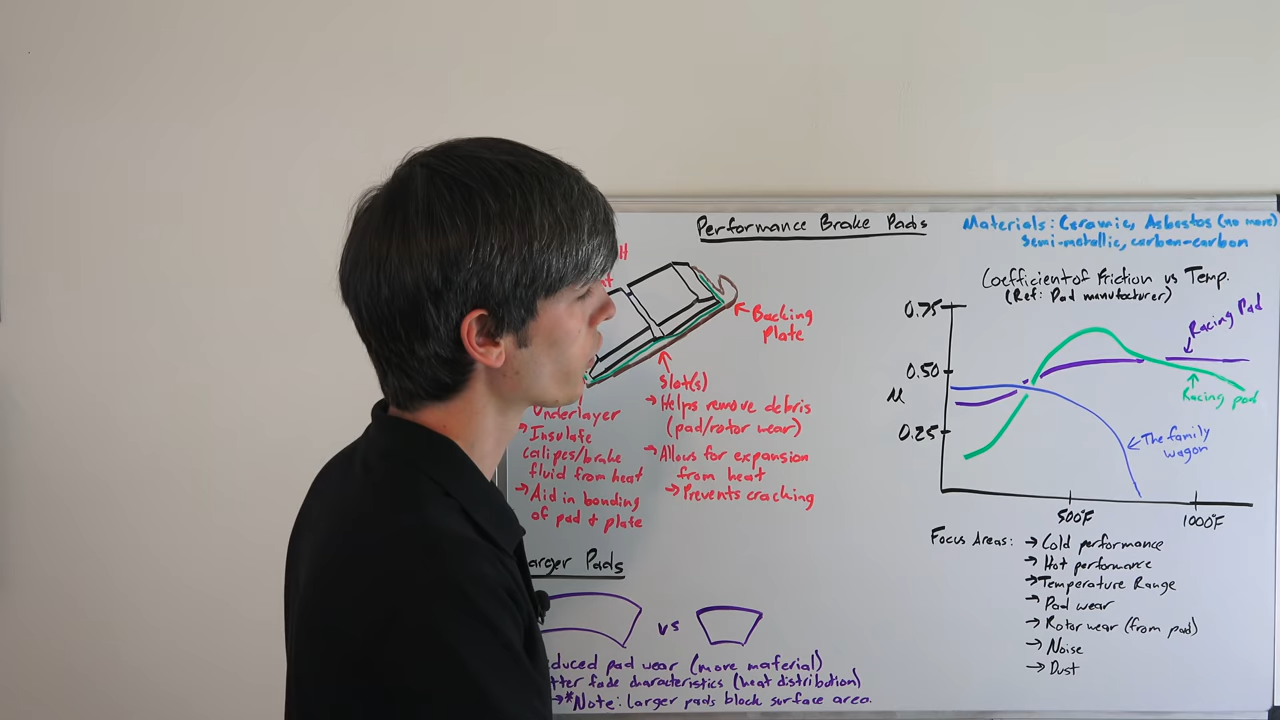 Performance Brake Pads
Materials: Ceramic, Asbestos (no more)
Semi-metallic, carbon-carbon
H
Backing
Plate
Slot(s)
→ Helps remove debris
(pad/rotor wear)
→ Allows for expansion
from heat
→ Prevents cracking
Underlayer
→ Insulate
calipes/brake
fluid from heat
→ Aid in bonding
of pad + plate
arger Pads
vs
duced pad wear (more material)
tter fade characteristics (heat distribution)
→ *Note: larger pads block surface area.
Coefficient of Friction vs Temp.
(Ref: Pad manufacturer)
0.75
0.50
μ
0.25
Racing Pad
Racing pad
The family
wagon
500°F
1000°F
Focus Areas: → Cold performance
→ Hot performance
→ Temperature Range
→ Pad wear
→ Rotor wear (from pad)
→ Noise
→ Dust